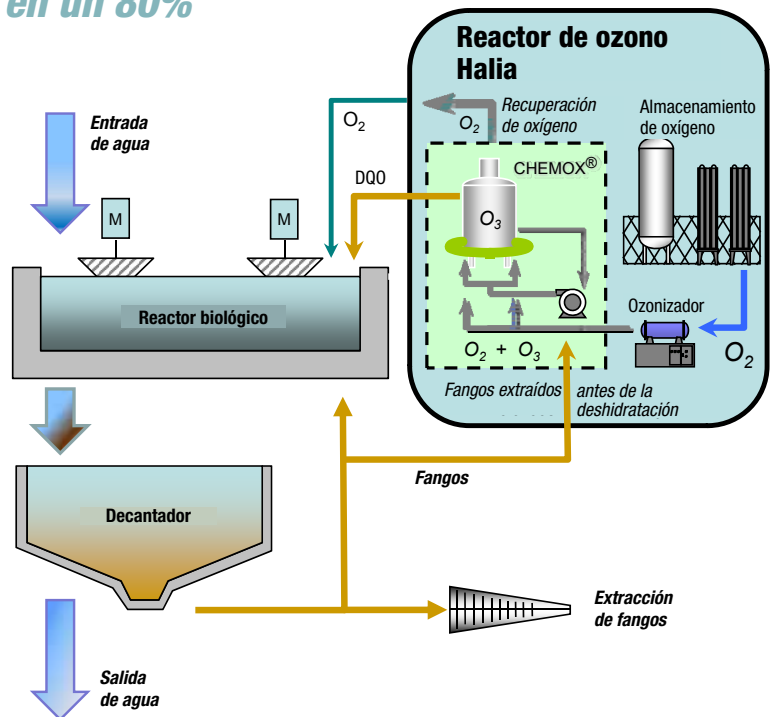 en un 80%
Reactor de ozono
Halia
Entrada
de agua
O₂
O₂
Recuperación
de oxígeno
Almacenamiento
de oxígeno
DQO
CHEMOX®
M
M
O₃
Reactor biológico
Ozonizador
O₂ + O₃
O₂
Fangos extraídos antes de la
deshidratación
Fangos
Decantador
Extracción
de fangos
Salida
de agua